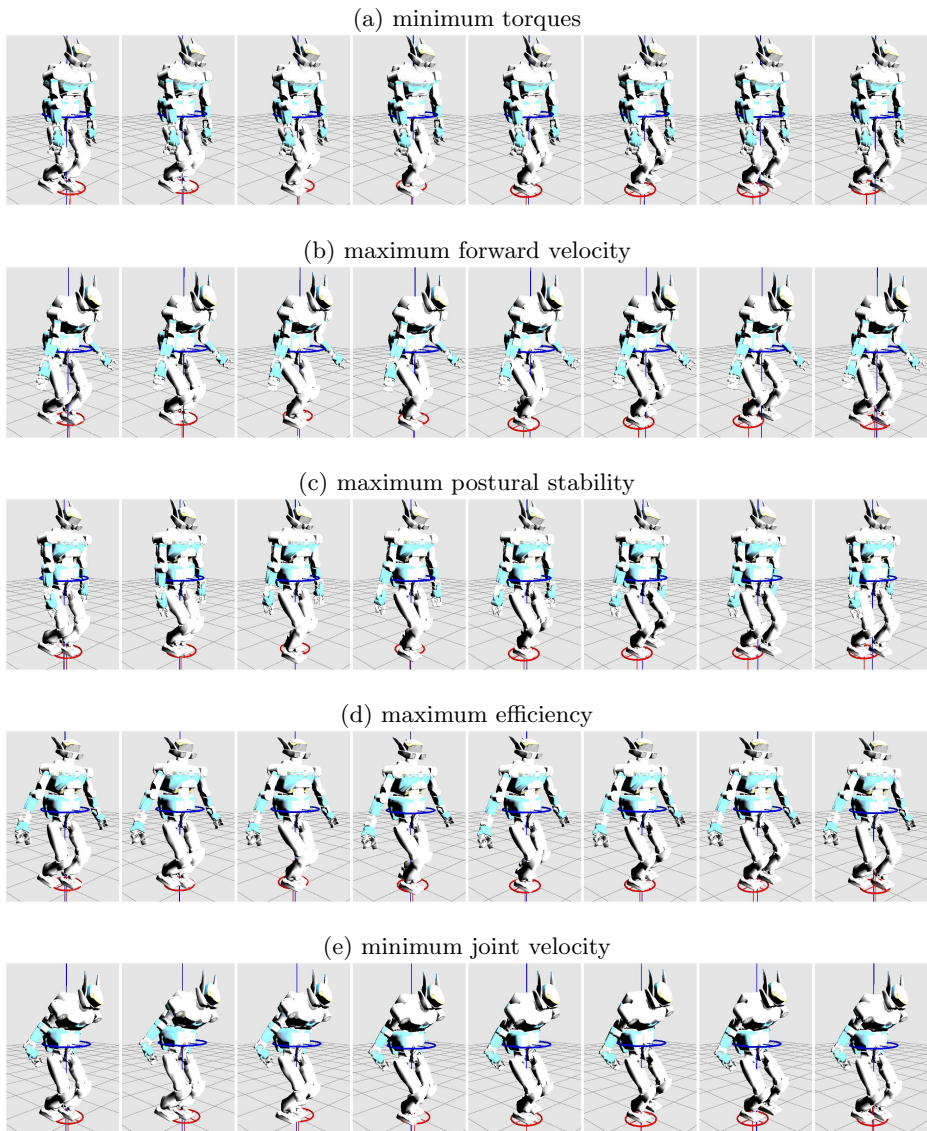 (a) minimum torques
(b) maximum forward velocity
(c) maximum postural stability
(d) maximum efficiency
(e) minimum joint velocity